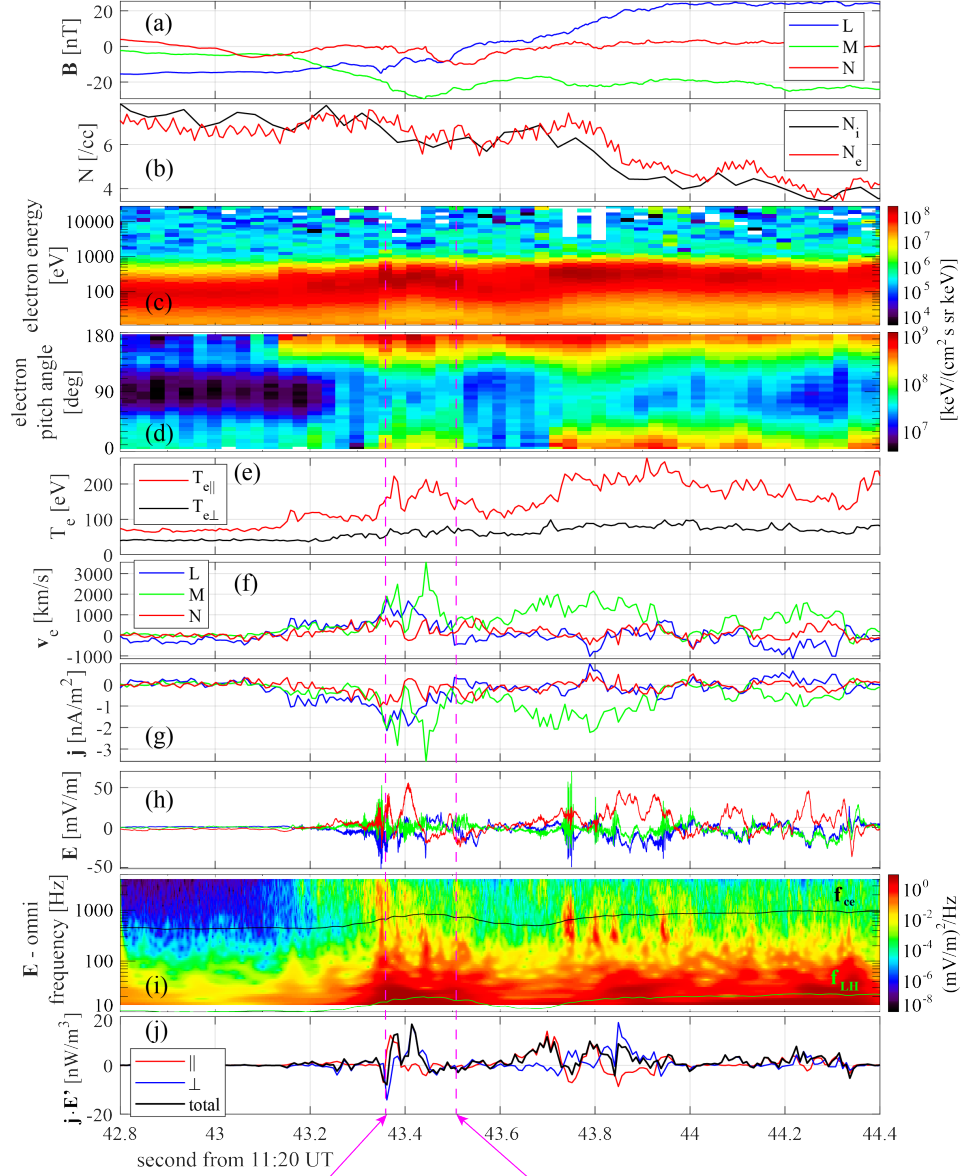 (a)
B [nT]
20
0
-20
L
M
N
(b)
N [/cc]
6
4
N_i
N_e
(c)
electron energy
[eV]
10000
1000
100
10^8
10^7
10^6
10^5
10^4
(d)
electron
pitch angle
[deg]
180
90
0
10^9
10^8
10^7
[keV/(cm^2 s sr keV)]
(e)
T_e [eV]
200
100
0
T_e||
T_e⊥
(f)
v_e [km/s]
3000
2000
1000
0
-1000
L
M
N
(g)
j [nA/m^2]
0
-1
-2
-3
(h)
E [mV/m]
50
0
-50
(i)
E - omni
frequency [Hz]
1000
100
10
f_ce
f_LH
10^0
10^-2
10^-4
10^-6
10^-8
(mV/m)^2/Hz
(j)
j·E' [nW/m^3]
20
0
-20
||
⊥
total
42.8 43 43.2 43.4 43.6 43.8 44 44.2 44.4
second from 11:20 UT